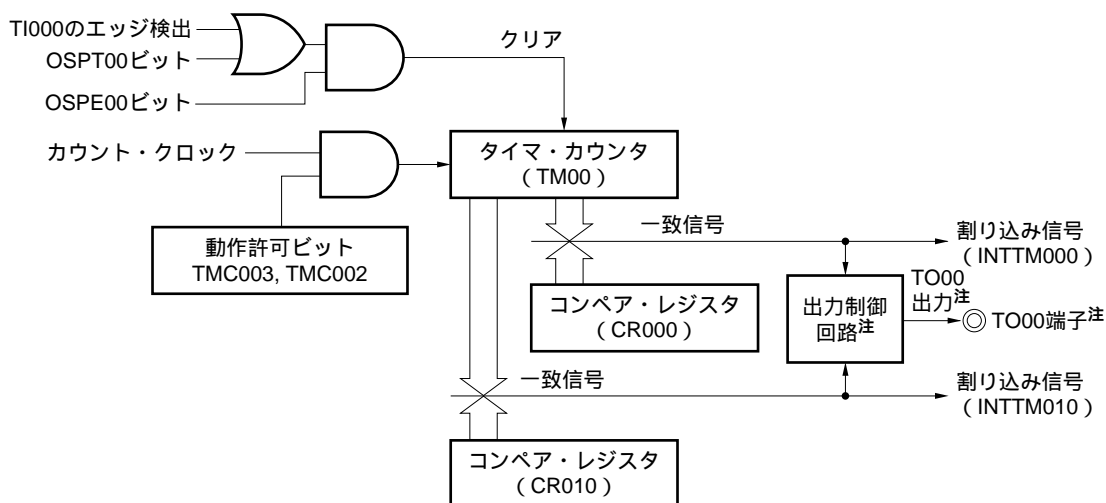 TI000のエッジ検出
OSPT00ビット
OSPE00ビット
クリア
カウント・クロック
タイマ・カウンタ
(TM00)
動作許可ビット
TMC003, TMC002
一致信号
割り込み信号
(INTTM000)
コンペア・レジスタ
(CR000)
出力制御
回路注
TO00
出力注
TO00端子注
一致信号
割り込み信号
(INTTM010)
コンペア・レジスタ
(CR010)